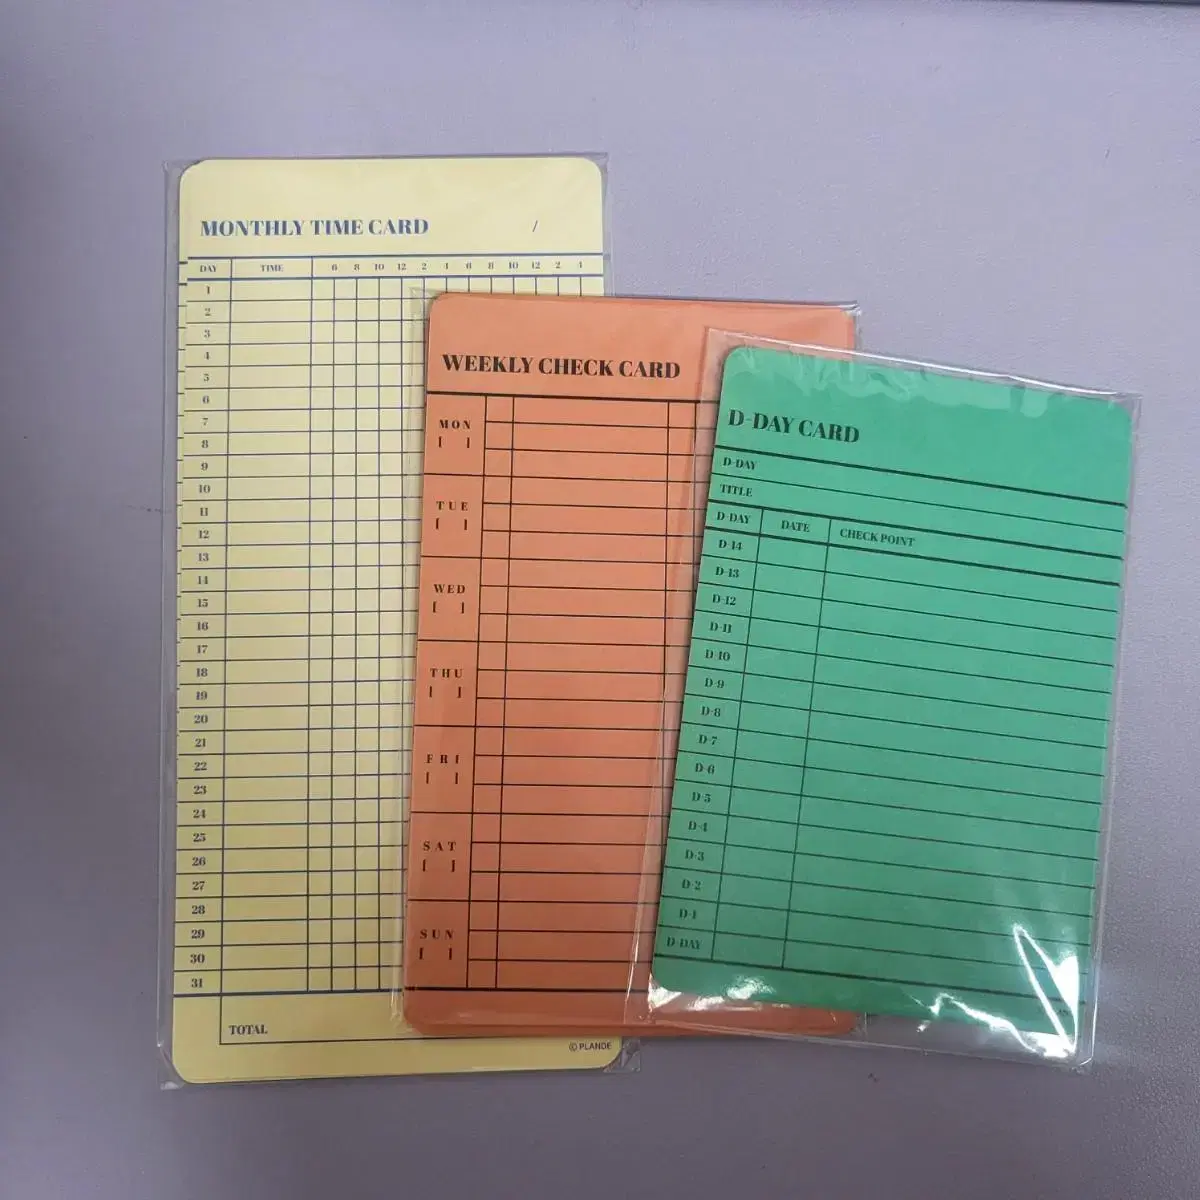 MONTHLY TIME CARD /
DAY TIME 6 8 10 12 2 4 6 8 10 12 2 4
1
2
3
4
5
6
7
8
9
10
11
12
13
14
15
16
17
18
19
20
21
22
23
24
25
26
27
28
29
30
31
TOTAL
© PLANDE
WEEKLY CHECK CARD
MON
[ ]
TUE
[ ]
WED
[ ]
THU
[ ]
FRI
[ ]
SAT
[ ]
SUN
[ ]
D-DAY CARD
D-DAY
TITLE
D-DAY DATE CHECK POINT
D-14
D-13
D-12
D-11
D-10
D-9
D-8
D-7
D-6
D-5
D-4
D-3
D-2
D-1
D-DAY